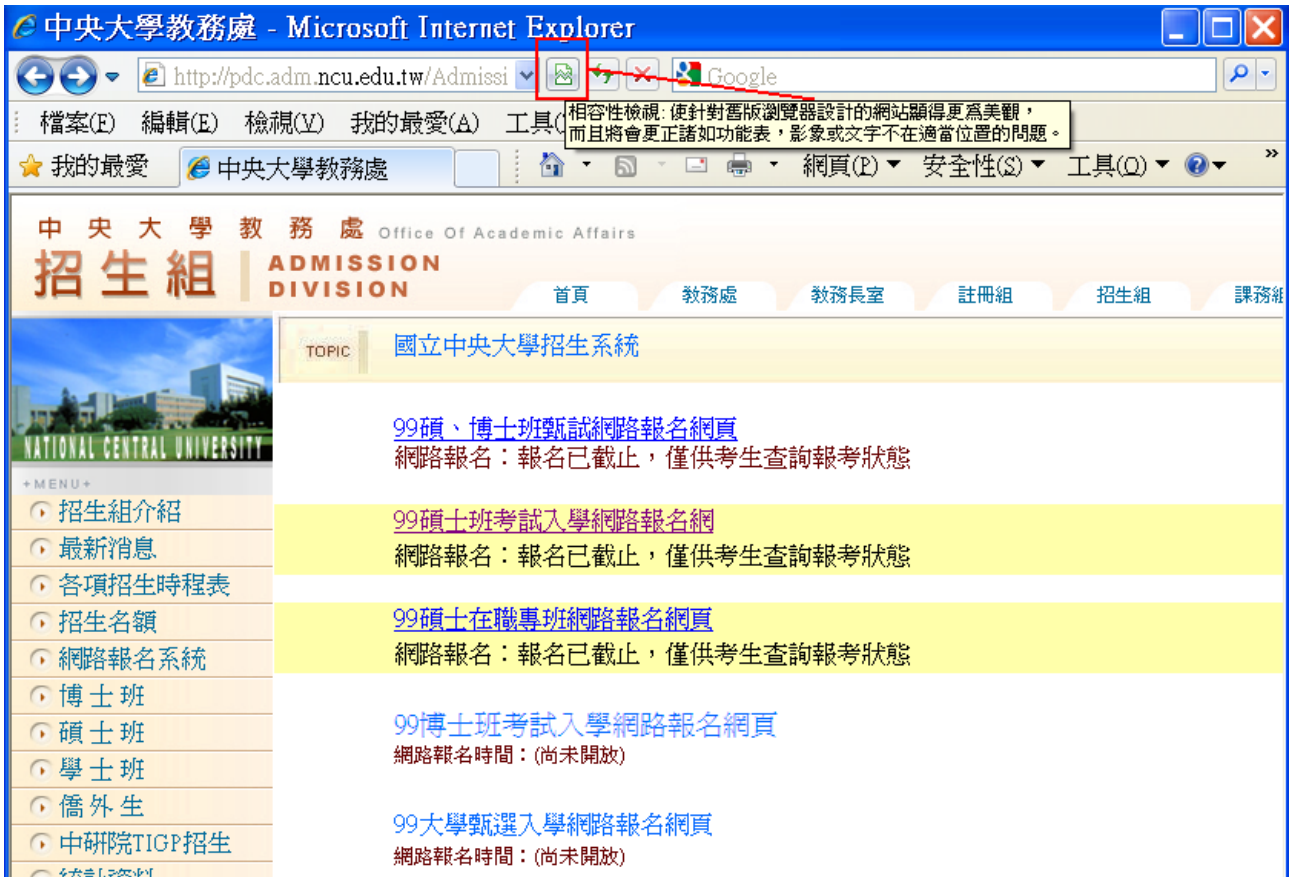 中央大學教務處 - Microsoft Internet Explorer
http://pdc.adm.ncu.edu.tw/Admissi
Google
檔案(F) 編輯(E) 檢視(V) 我的最愛(A) 工具(
相容性檢視: 使針對舊版瀏覽器設計的網站顯得更為美觀，
而且將會更正諸如功能表，影象或文字不在適當位置的問題。
我的最愛 中央大學教務處 網頁(P) 安全性(S) 工具(O) »
中央大學教務處 Office Of Academic Affairs
招生組 ADMISSION
DIVISION
首頁 教務處 教務長室 註冊組 招生組 課務組
TOPIC 國立中央大學招生系統
NATIONAL CENTRAL UNIVERSITY
+MENU+
招生組介紹
最新消息
各項招生時程表
招生名額
網路報名系統
博士班
碩士班
學士班
僑外生
中研院TIGP招生
統計資料
99碩、博士班甄試網路報名網頁
網路報名：報名已截止，僅供考生查詢報考狀態
99碩士班考試入學網路報名網
網路報名：報名已截止，僅供考生查詢報考狀態
99碩士在職專班網路報名網頁
網路報名：報名已截止，僅供考生查詢報考狀態
99博士班考試入學網路報名網頁
網路報名時間：(尚未開放)
99大學甄選入學網路報名網頁
網路報名時間：(尚未開放)